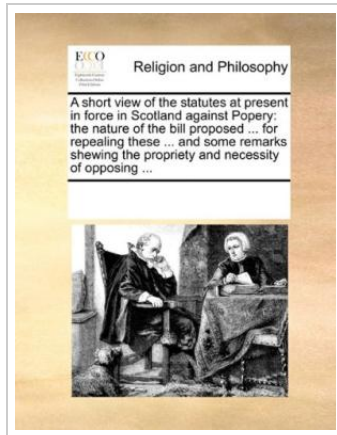 ECCO
Religion and Philosophy
A short view of the statutes at present
in force in Scotland against Popery:
the nature of the bill proposed ... for
repealing these ... and some remarks
shewing the propriety and necessity
of opposing ...